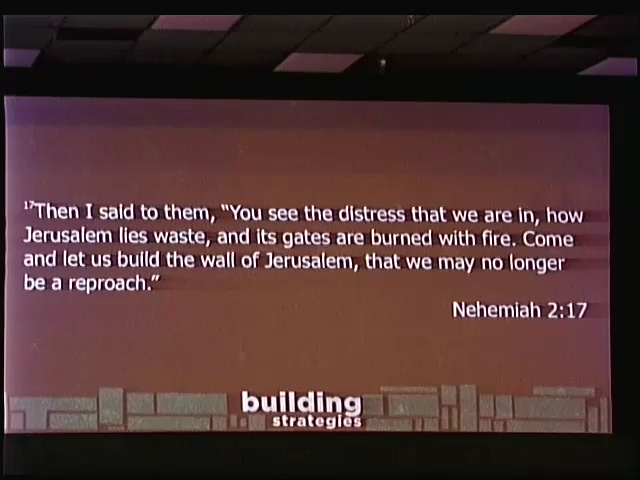 17Then I said to them, “You see the distress that we are in, how
Jerusalem lies waste, and its gates are burned with fire. Come
and let us build the wall of Jerusalem, that we may no longer
be a reproach.”
Nehemiah 2:17
building
strategies